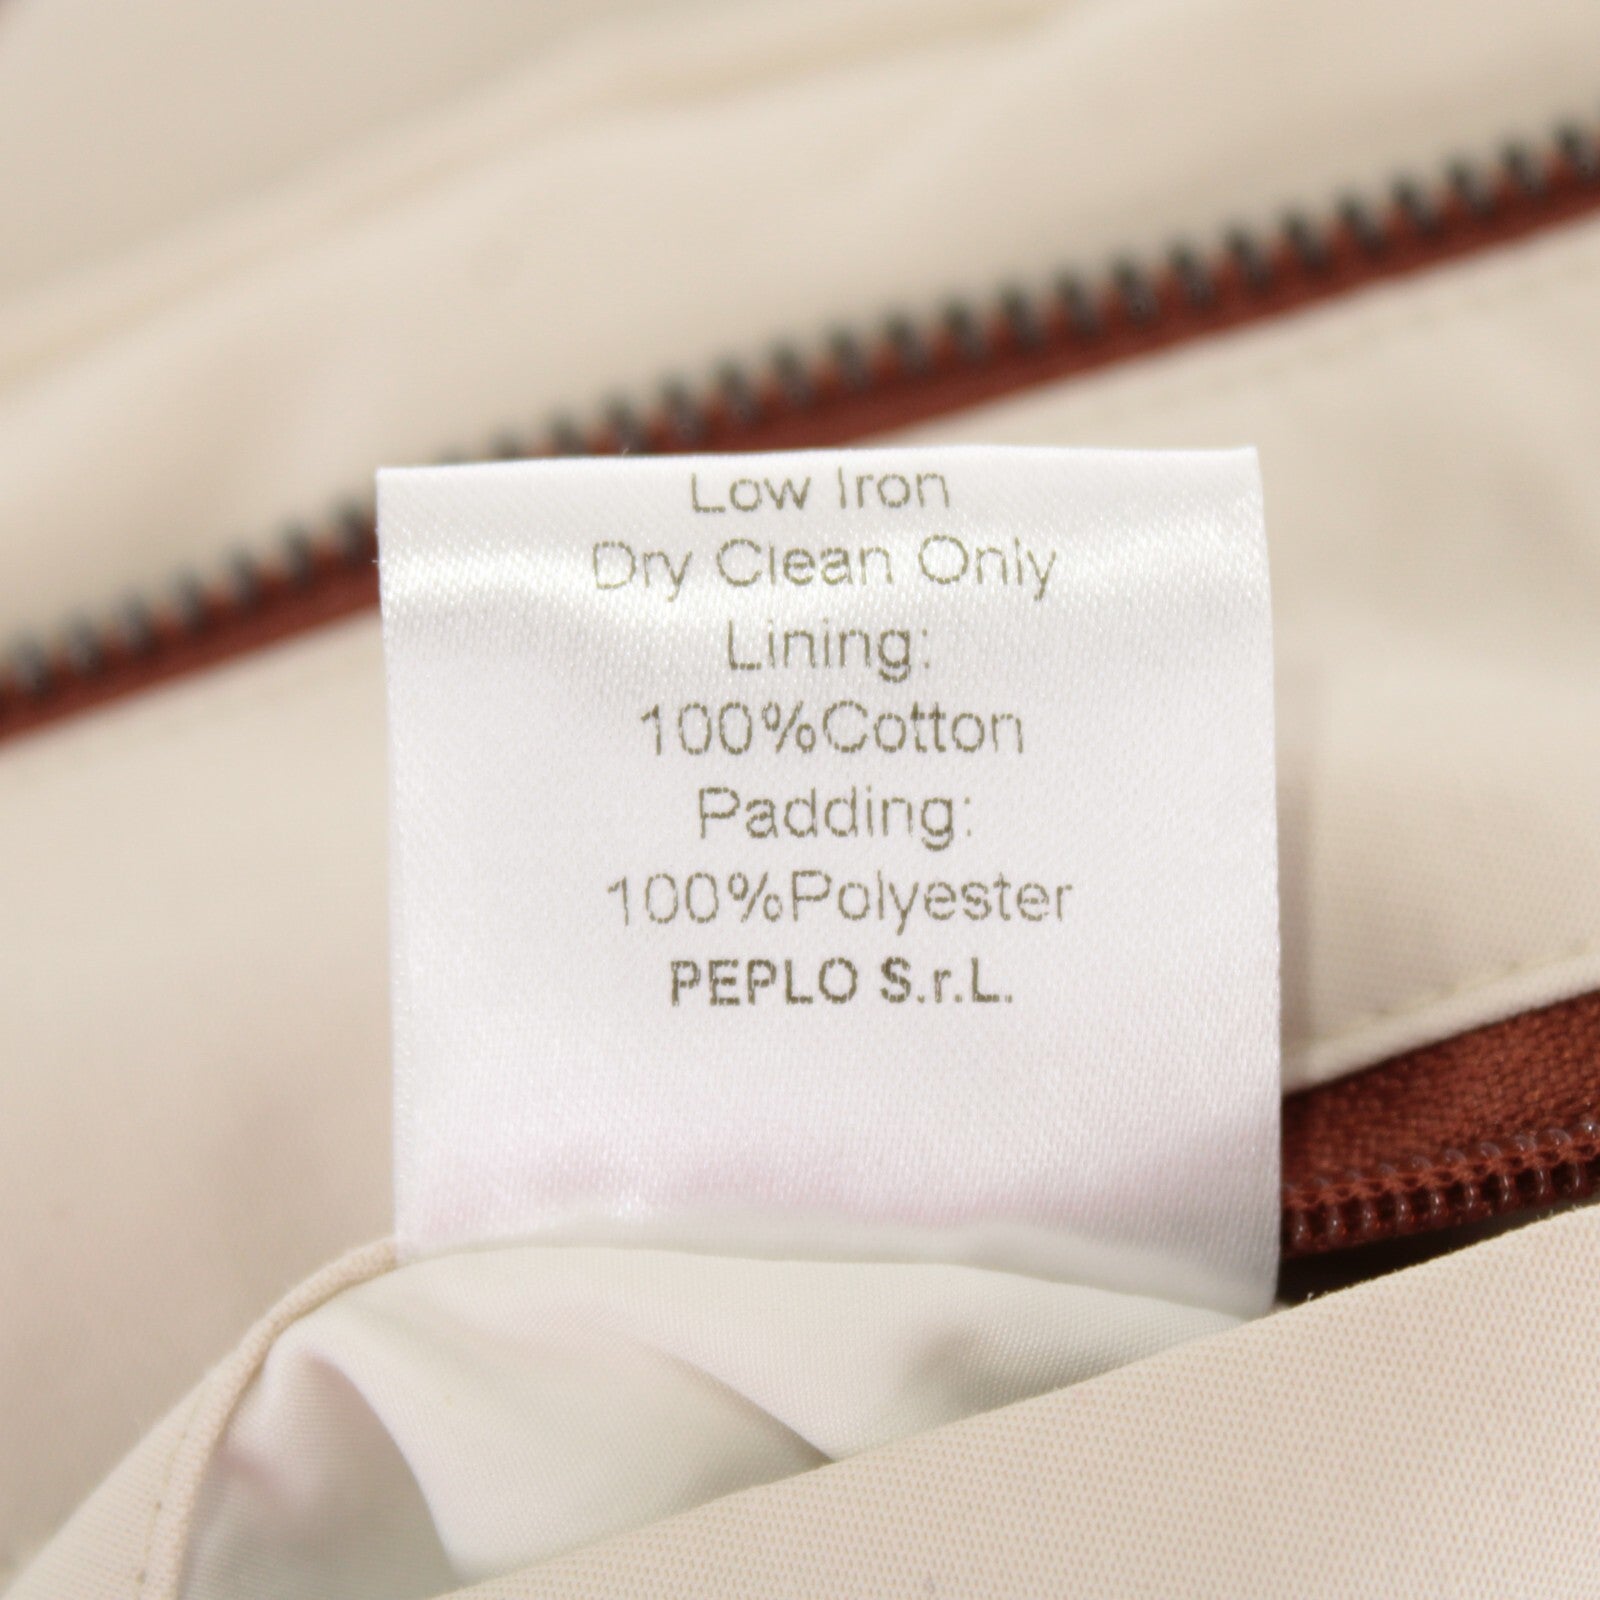 Low Iron
Dry Clean Only
Lining:
100%Cotton
Padding:
100%Polyester
PEPLO S.r.L.